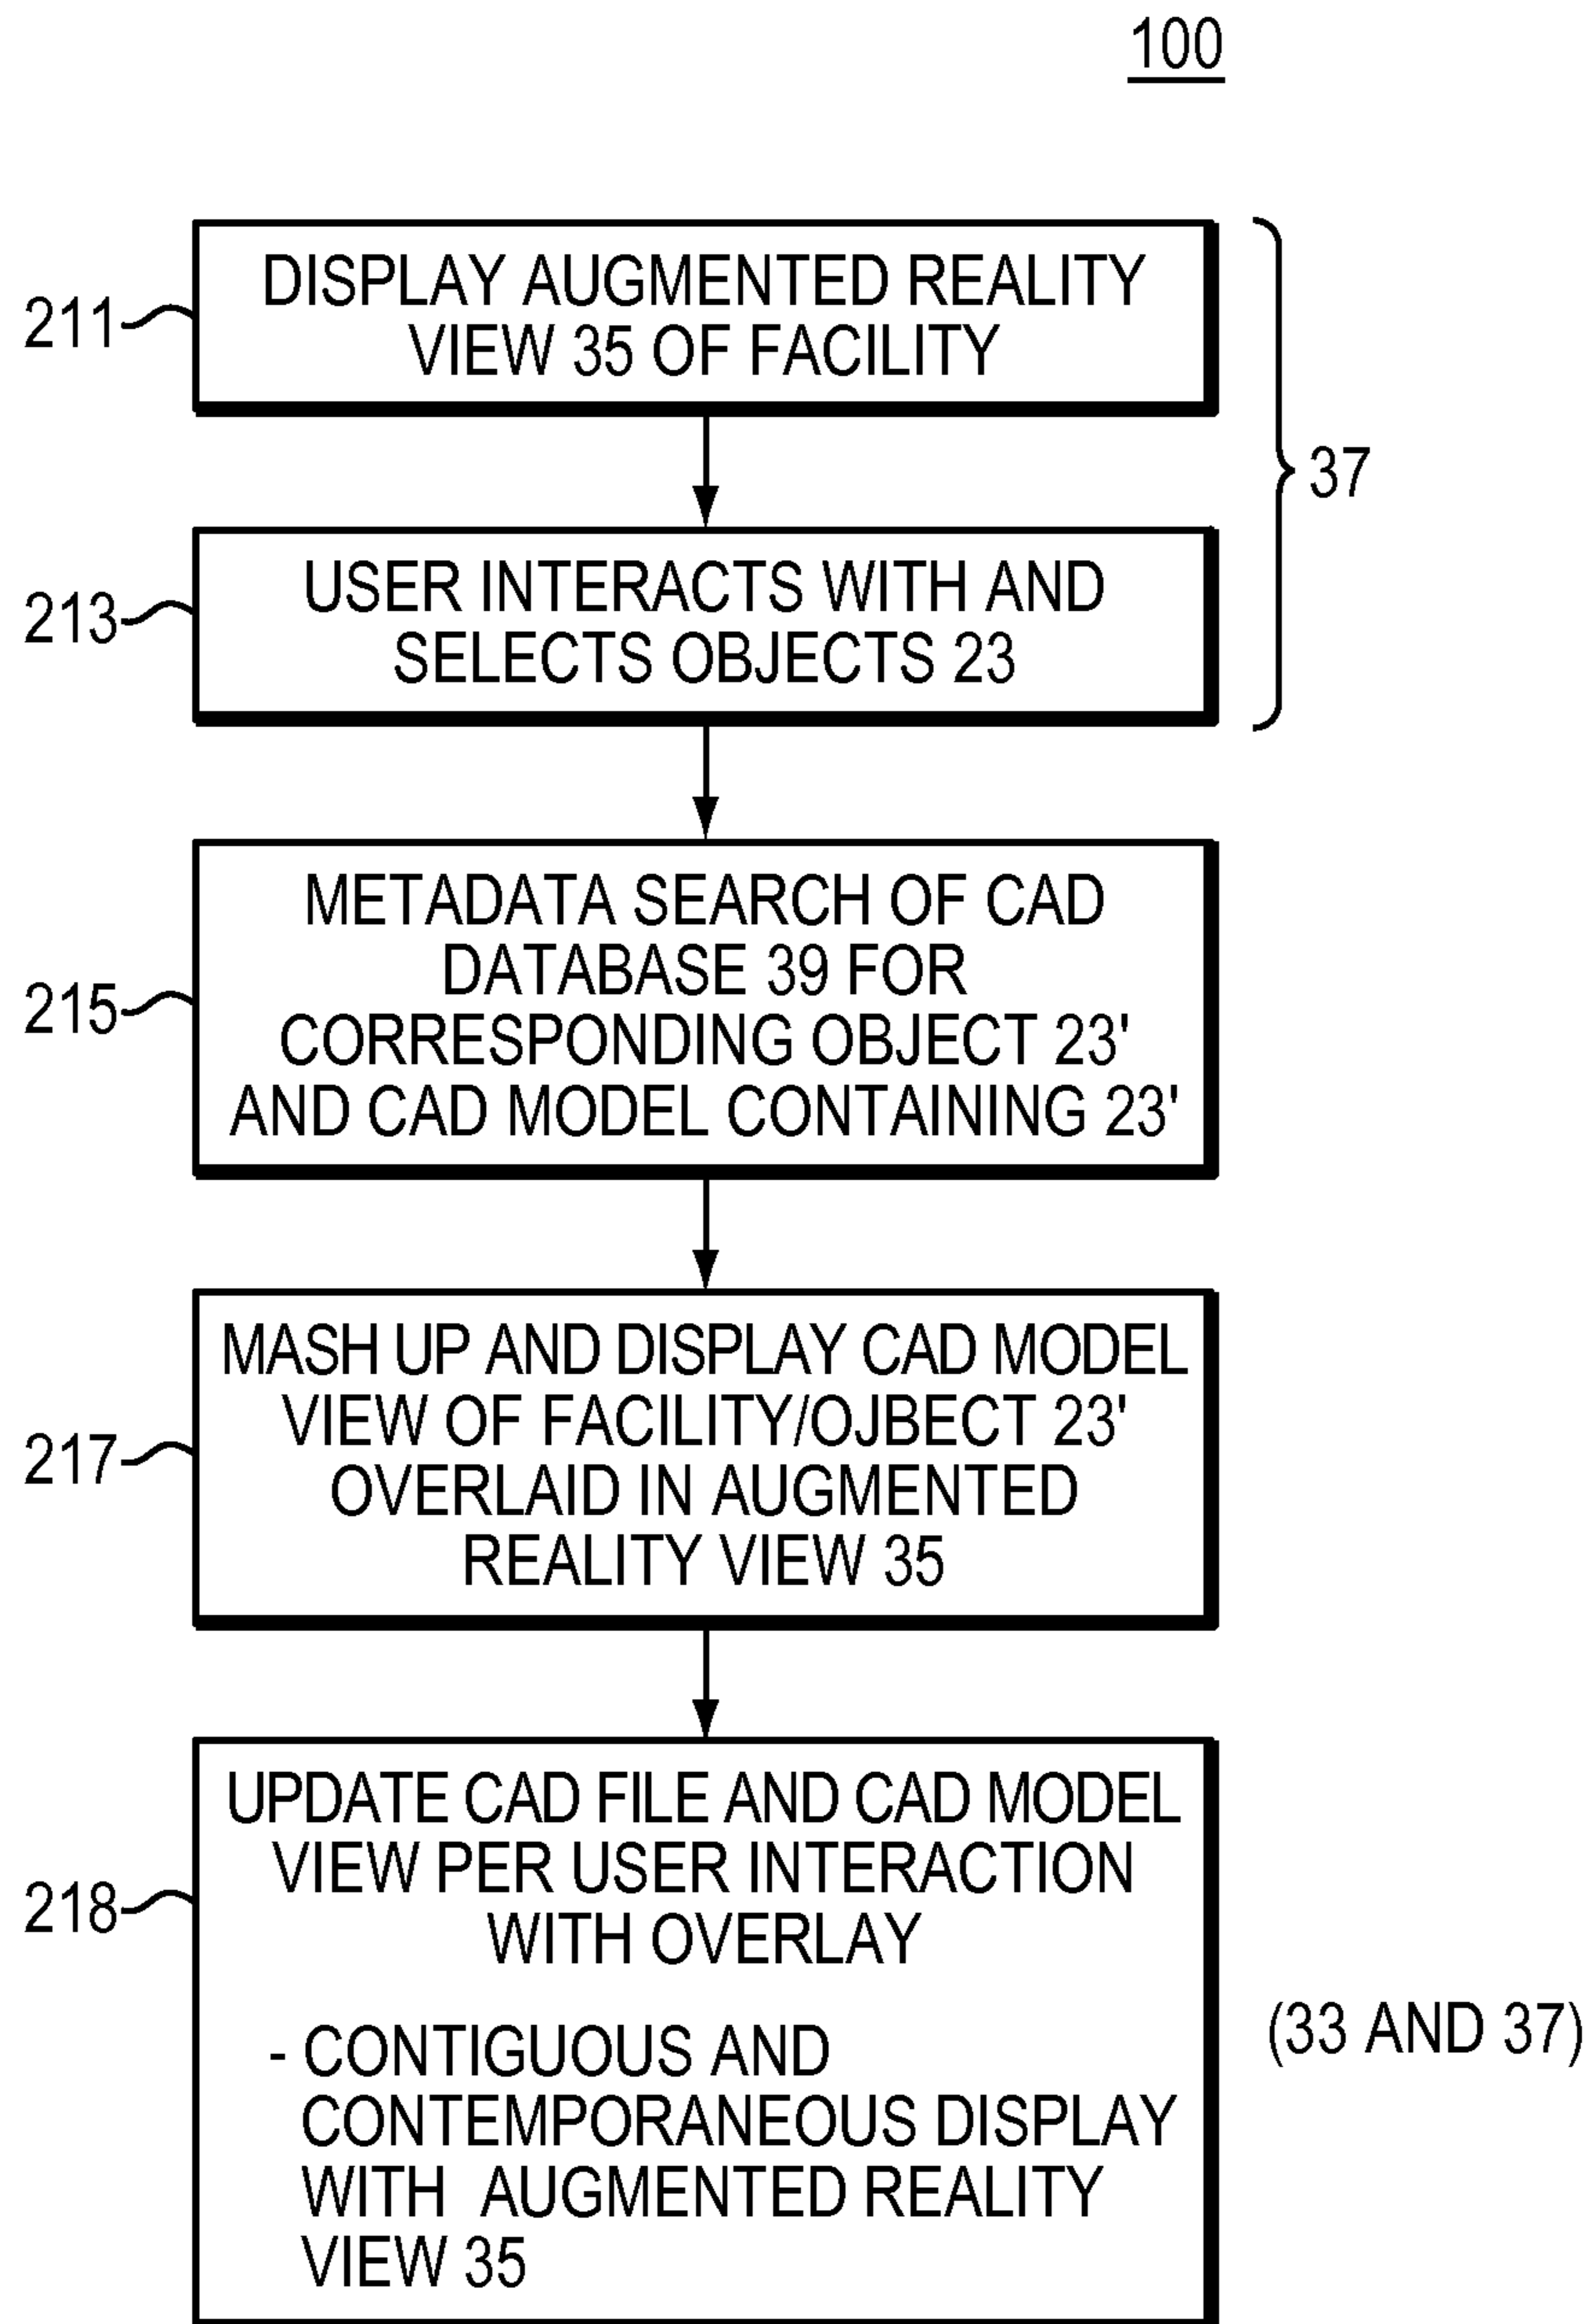 100
211
DISPLAY AUGMENTED REALITY
VIEW 35 OF FACILITY
37
213
USER INTERACTS WITH AND
SELECTS OBJECTS 23
215
METADATA SEARCH OF CAD
DATABASE 39 FOR
CORRESPONDING OBJECT 23'
AND CAD MODEL CONTAINING 23'
217
MASH UP AND DISPLAY CAD MODEL
VIEW OF FACILITY/OJBECT 23'
OVERLAID IN AUGMENTED
REALITY VIEW 35
218
UPDATE CAD FILE AND CAD MODEL
VIEW PER USER INTERACTION
WITH OVERLAY
- CONTIGUOUS AND
CONTEMPORANEOUS DISPLAY
WITH AUGMENTED REALITY
VIEW 35
(33 AND 37)